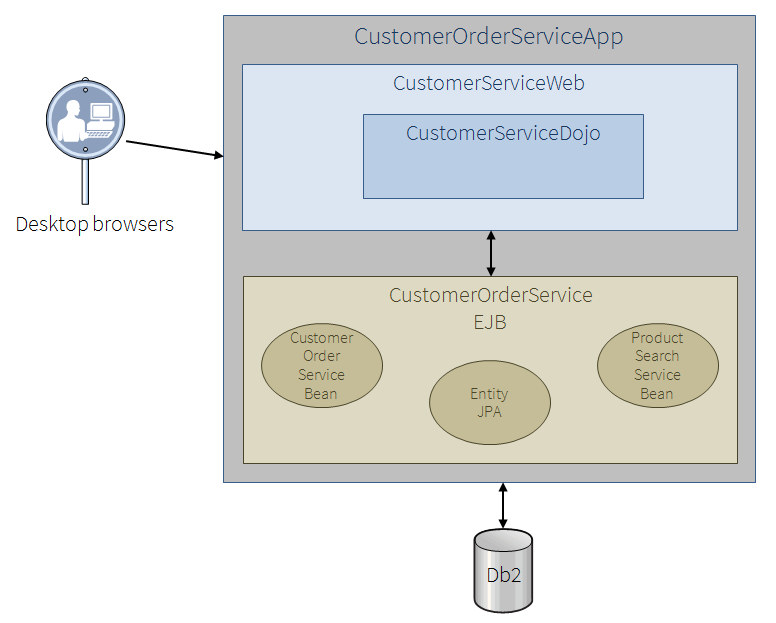 CustomerOrderServiceApp
CustomerServiceWeb
CustomerServiceDojo
Desktop browsers
CustomerOrderService
EJB
Customer
Order
Service
Bean
Entity
JPA
Product
Search
Service
Bean
Db2